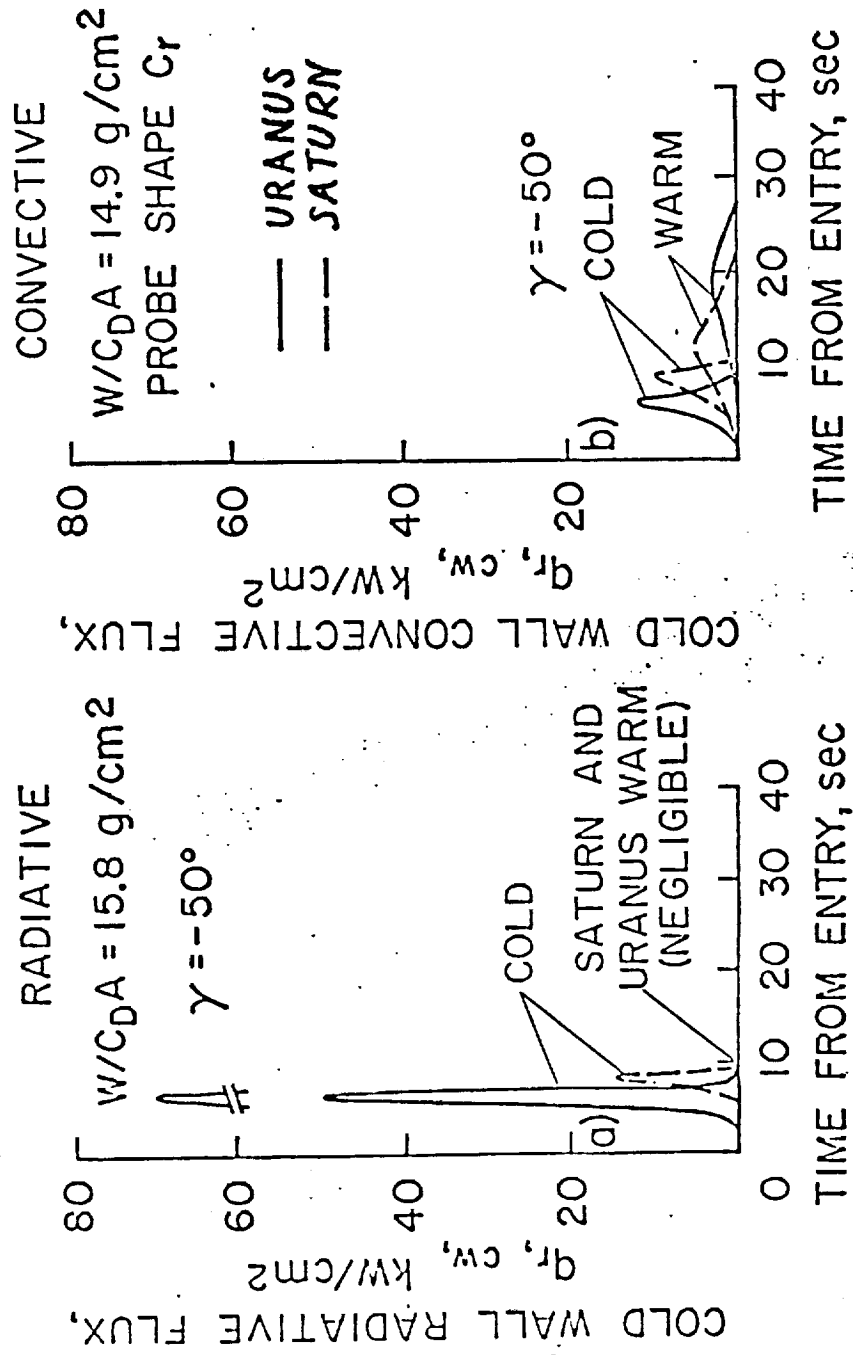 RADIATIVE
W/C_DA = 15.8 g/cm²
γ = -50°
COLD
SATURN AND
URANUS WARM
(NEGLIGIBLE)
a)
80
60
40
20
0 10 20 30 40
TIME FROM ENTRY, sec
COLD WALL RADIATIVE FLUX,
q_r, cw, kW/cm²
CONVECTIVE
W/C_DA = 14.9 g/cm²
PROBE SHAPE C_r
URANUS
SATURN
γ = -50°
COLD
WARM
b)
80
60
40
20
10 20 30 40
TIME FROM ENTRY, sec
COLD WALL CONVECTIVE FLUX,
q_r, cw, kW/cm²